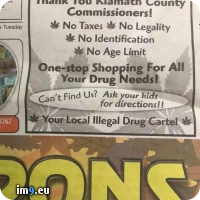 Thank You Klamath County
Commissioners!
No Taxes No Legality
No Identification
No Age Limit
One-stop Shopping For All
Your Drug Needs!
Can't Find Us? Ask your kids
for directions!!
Your Local Illegal Drug Cartel
Tuesday
im9.eu